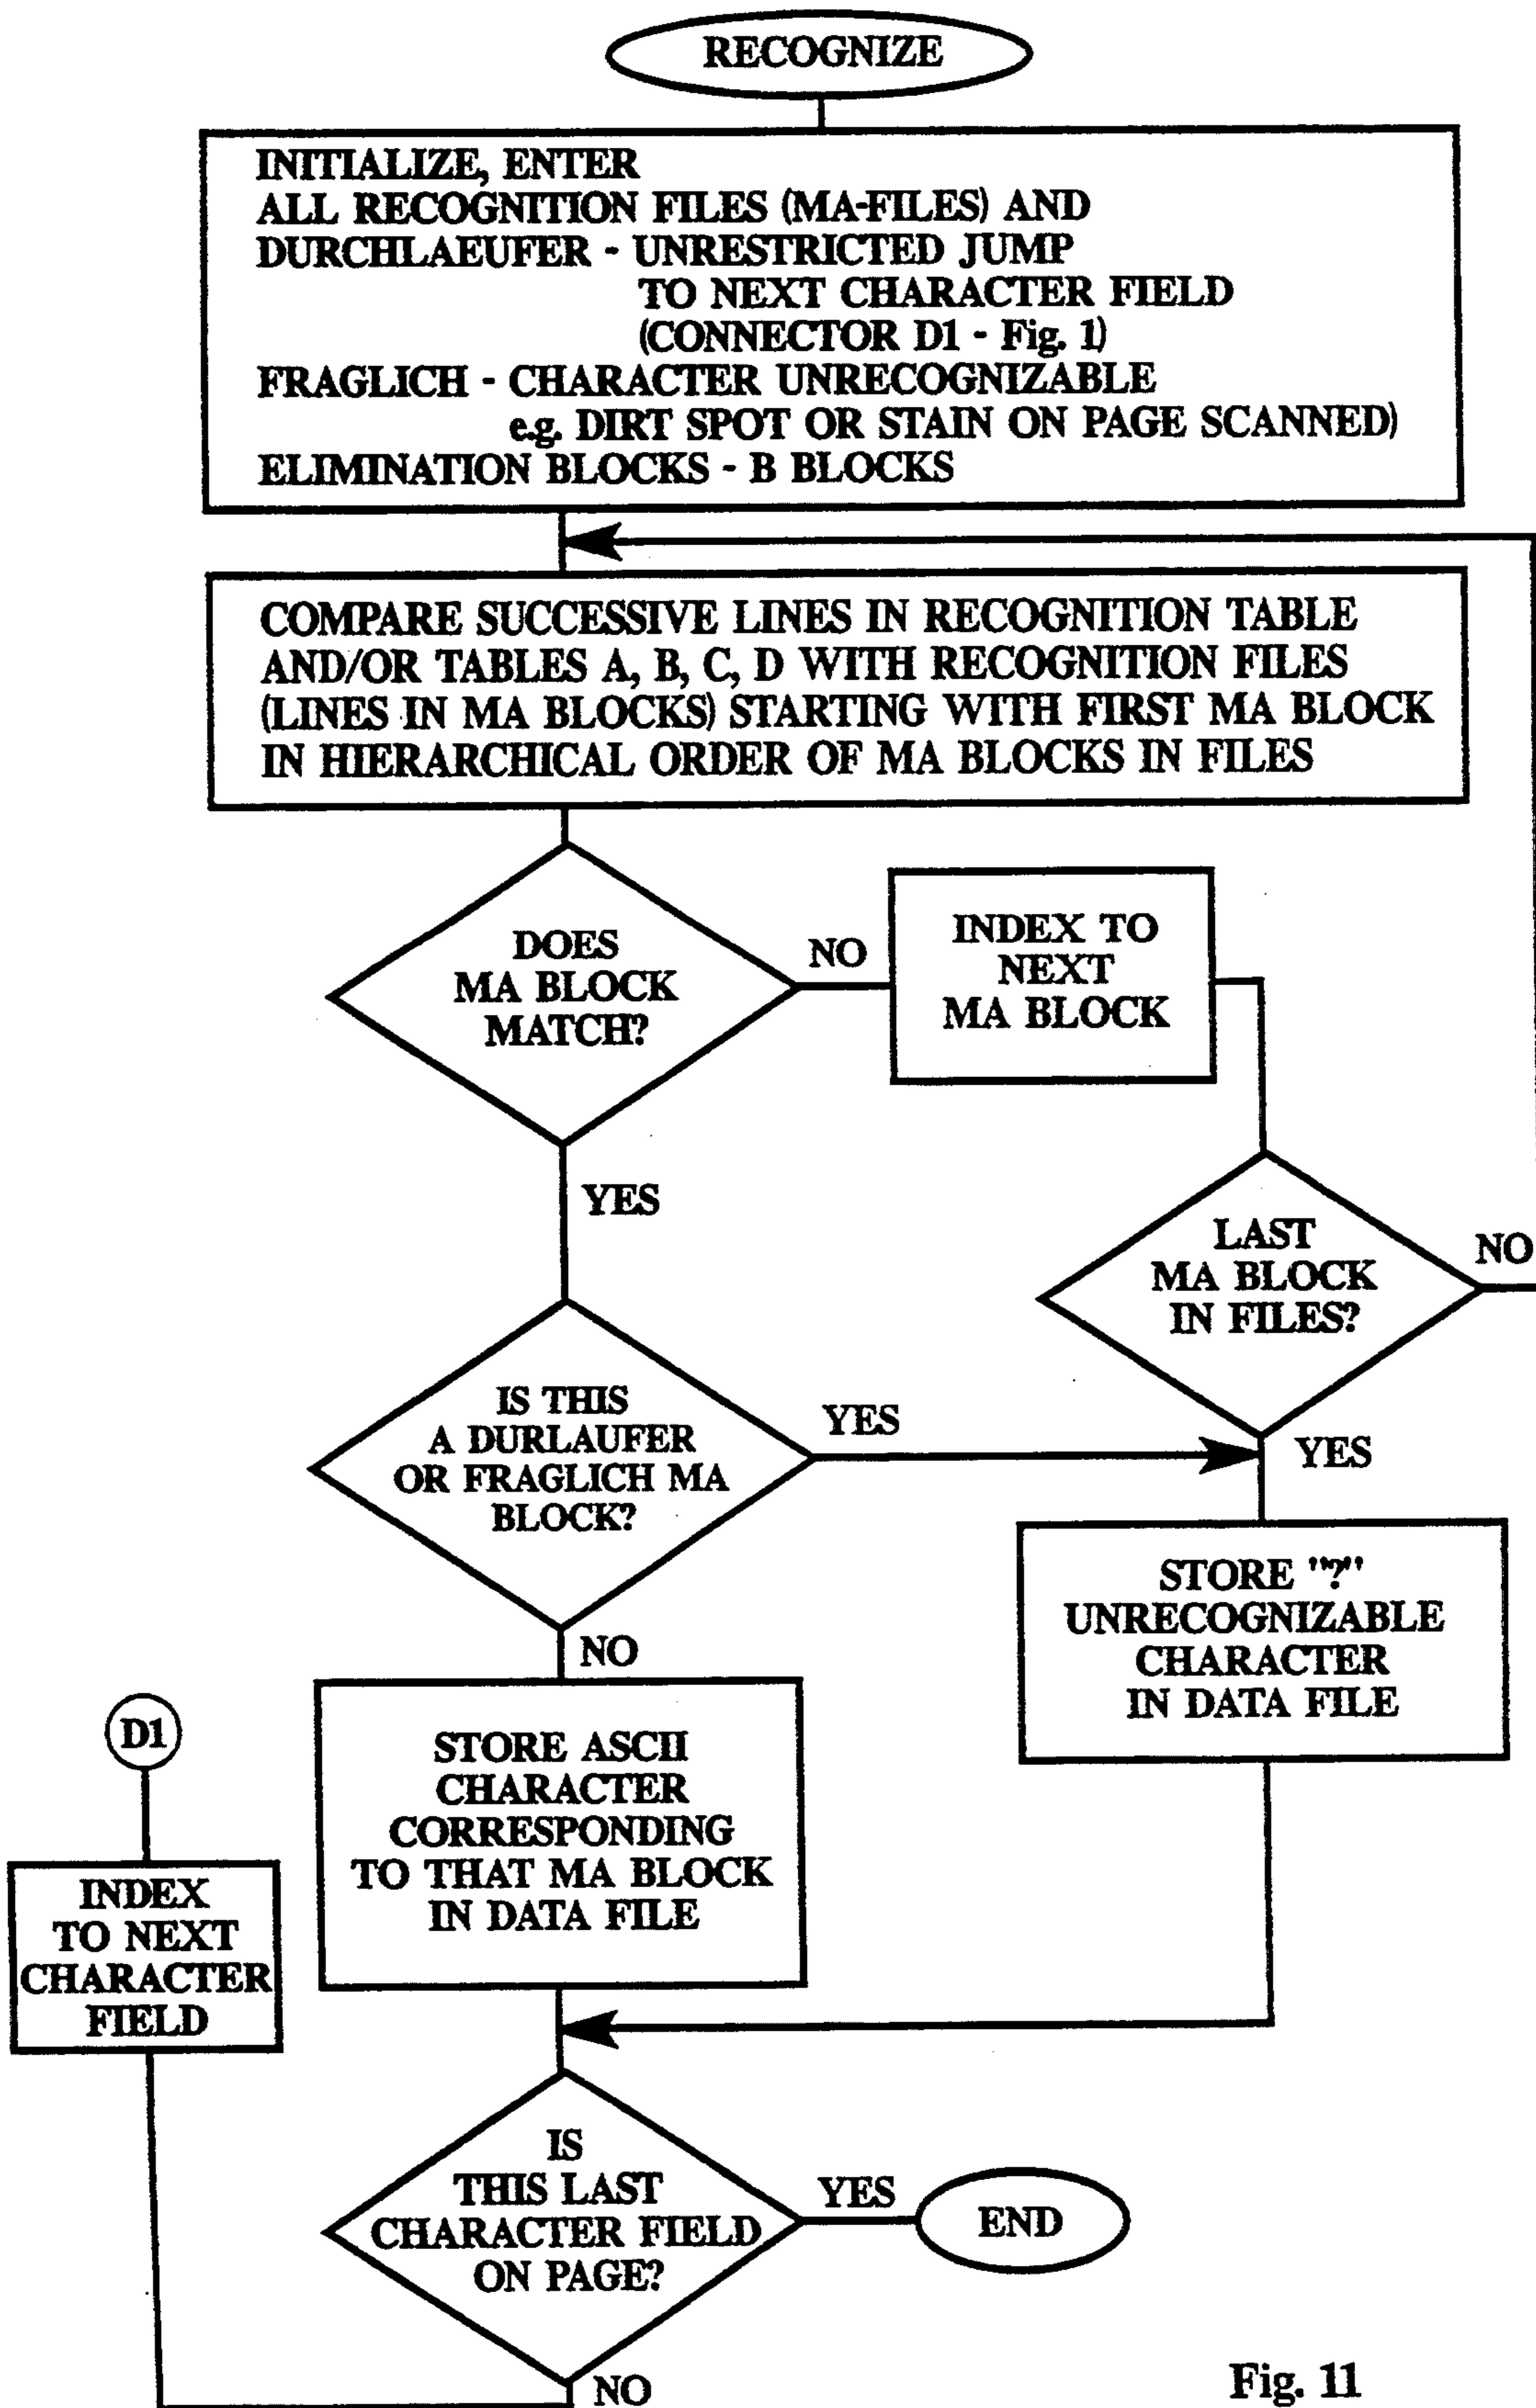 RECOGNIZE
INITIALIZE, ENTER
ALL RECOGNITION FILES (MA-FILES) AND
DURCHLAEUFER - UNRESTRICTED JUMP
TO NEXT CHARACTER FIELD
(CONNECTOR D1 - Fig. 1)
FRAGLICH - CHARACTER UNRECOGNIZABLE
e.g. DIRT SPOT OR STAIN ON PAGE SCANNED)
ELIMINATION BLOCKS - B BLOCKS
COMPARE SUCCESSIVE LINES IN RECOGNITION TABLE
AND/OR TABLES A, B, C, D WITH RECOGNITION FILES
(LINES IN MA BLOCKS) STARTING WITH FIRST MA BLOCK
IN HIERARCHICAL ORDER OF MA BLOCKS IN FILES
DOES
MA BLOCK
MATCH?
NO
INDEX TO
NEXT
MA BLOCK
YES
LAST
MA BLOCK
IN FILES?
NO
YES
IS THIS
A DURLAUFER
OR FRAGLICH MA
BLOCK?
YES
NO
STORE "?"
UNRECOGNIZABLE
CHARACTER
IN DATA FILE
STORE ASCII
CHARACTER
CORRESPONDING
TO THAT MA BLOCK
IN DATA FILE
D1
INDEX
TO NEXT
CHARACTER
FIELD
IS
THIS LAST
CHARACTER FIELD
ON PAGE?
YES
END
NO
Fig. 11